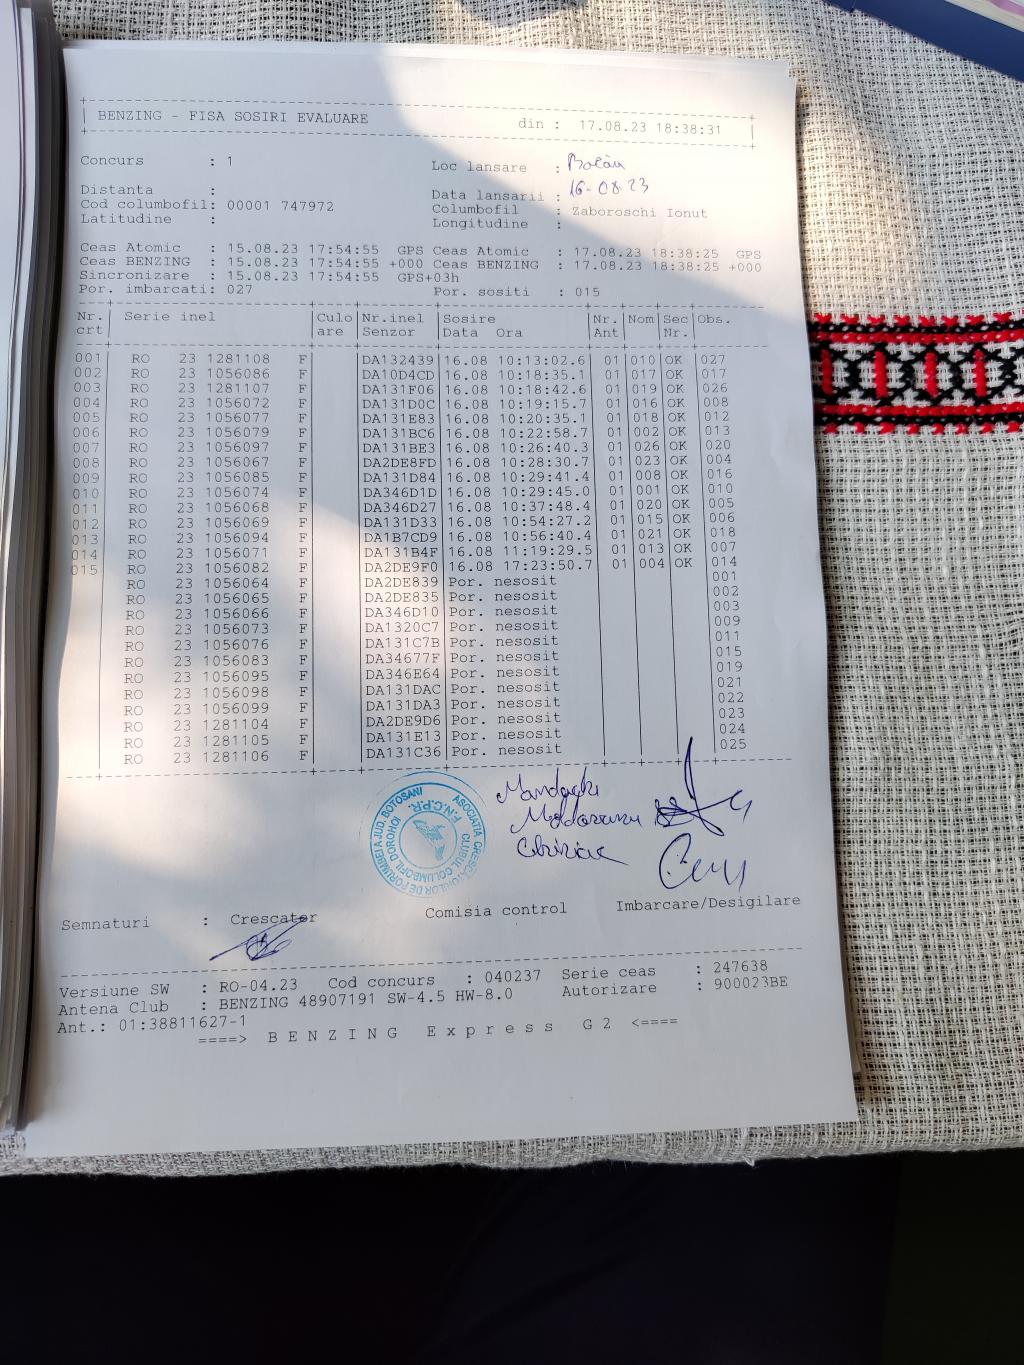 BENZING - FISA SOSIRI EVALUARE din : 17.08.23 18:38:31
Concurs : 1 Loc lansare :
Distanta : Data lansarii : 16-08-23
Cod columbofil: 00001 747972 Columbofil : Zaboroschi Ionut
Latitudine : Longitudine :
Ceas Atomic : 15.08.23 17:54:55 GPS Ceas Atomic : 17.08.23 18:38:25 GPS
Ceas BENZING : 15.08.23 17:54:55 +000 Ceas BENZING : 17.08.23 18:38:25 +000
Sincronizare : 15.08.23 17:54:55 GPS+03h
Por. imbarcati: 027 Por. sositi : 015
Nr. Serie inel Culo Nr.inel Sosire Nr. Nom Sec Obs.
crt are Senzor Data Ora Ant Nr.
001 RO 23 1281108 F DA132439 16.08 10:13:02.6 01 010 OK 027
002 RO 23 1056086 F DA10D4CD 16.08 10:18:35.1 01 017 OK 017
003 RO 23 1281107 F DA131F06 16.08 10:18:42.6 01 019 OK 026
004 RO 23 1056072 F DA131D0C 16.08 10:19:15.7 01 016 OK 008
005 RO 23 1056077 F DA131E83 16.08 10:20:35.1 01 018 OK 012
006 RO 23 1056079 F DA131BC6 16.08 10:22:58.7 01 002 OK 013
007 RO 23 1056097 F DA131BE3 16.08 10:26:40.3 01 026 OK 020
008 RO 23 1056067 F DA2DE8FD 16.08 10:28:30.7 01 023 OK 004
009 RO 23 1056085 F DA131D84 16.08 10:29:41.4 01 008 OK 016
010 RO 23 1056074 F DA346D1D 16.08 10:29:45.0 01 001 OK 010
011 RO 23 1056068 F DA346D27 16.08 10:37:48.4 01 020 OK 005
012 RO 23 1056069 F DA131D33 16.08 10:54:27.2 01 015 OK 006
013 RO 23 1056094 F DA1B7CD9 16.08 10:56:40.4 01 021 OK 018
014 RO 23 1056071 F DA131B4F 16.08 11:19:29.5 01 013 OK 007
015 RO 23 1056082 F DA2DE9F0 16.08 17:23:50.7 01 004 OK 014
RO 23 1056064 F DA2DE839 Por. nesosit 001
RO 23 1056065 F DA2DE835 Por. nesosit 002
RO 23 1056066 F DA346D10 Por. nesosit 003
RO 23 1056073 F DA1320C7 Por. nesosit 009
RO 23 1056076 F DA131C7B Por. nesosit 011
RO 23 1056083 F DA34677F Por. nesosit 015
RO 23 1056095 F DA346E64 Por. nesosit 019
RO 23 1056098 F DA131DAC Por. nesosit 021
RO 23 1056099 F DA131DA3 Por. nesosit 022
RO 23 1281104 F DA2DE9D6 Por. nesosit 023
RO 23 1281105 F DA131E13 Por. nesosit 024
RO 23 1281106 F DA131C36 Por. nesosit 025
ASOCIATIA CRESCATORILOR DE PORUMBEI A JUD. BOTOSANI
F.N.C.P.R.
CLUBUL COLUMBOFIL DOROHOI
Semnaturi : Crescator Comisia control Imbarcare/Desigilare
Versiune SW : RO-04.23 Cod concurs : 040237 Serie ceas : 247638
Antena Club : BENZING 48907191 SW-4.5 HW-8.0 Autorizare : 900023BE
Ant.: 01:38811627-1
====> BENZING Express G2 <====